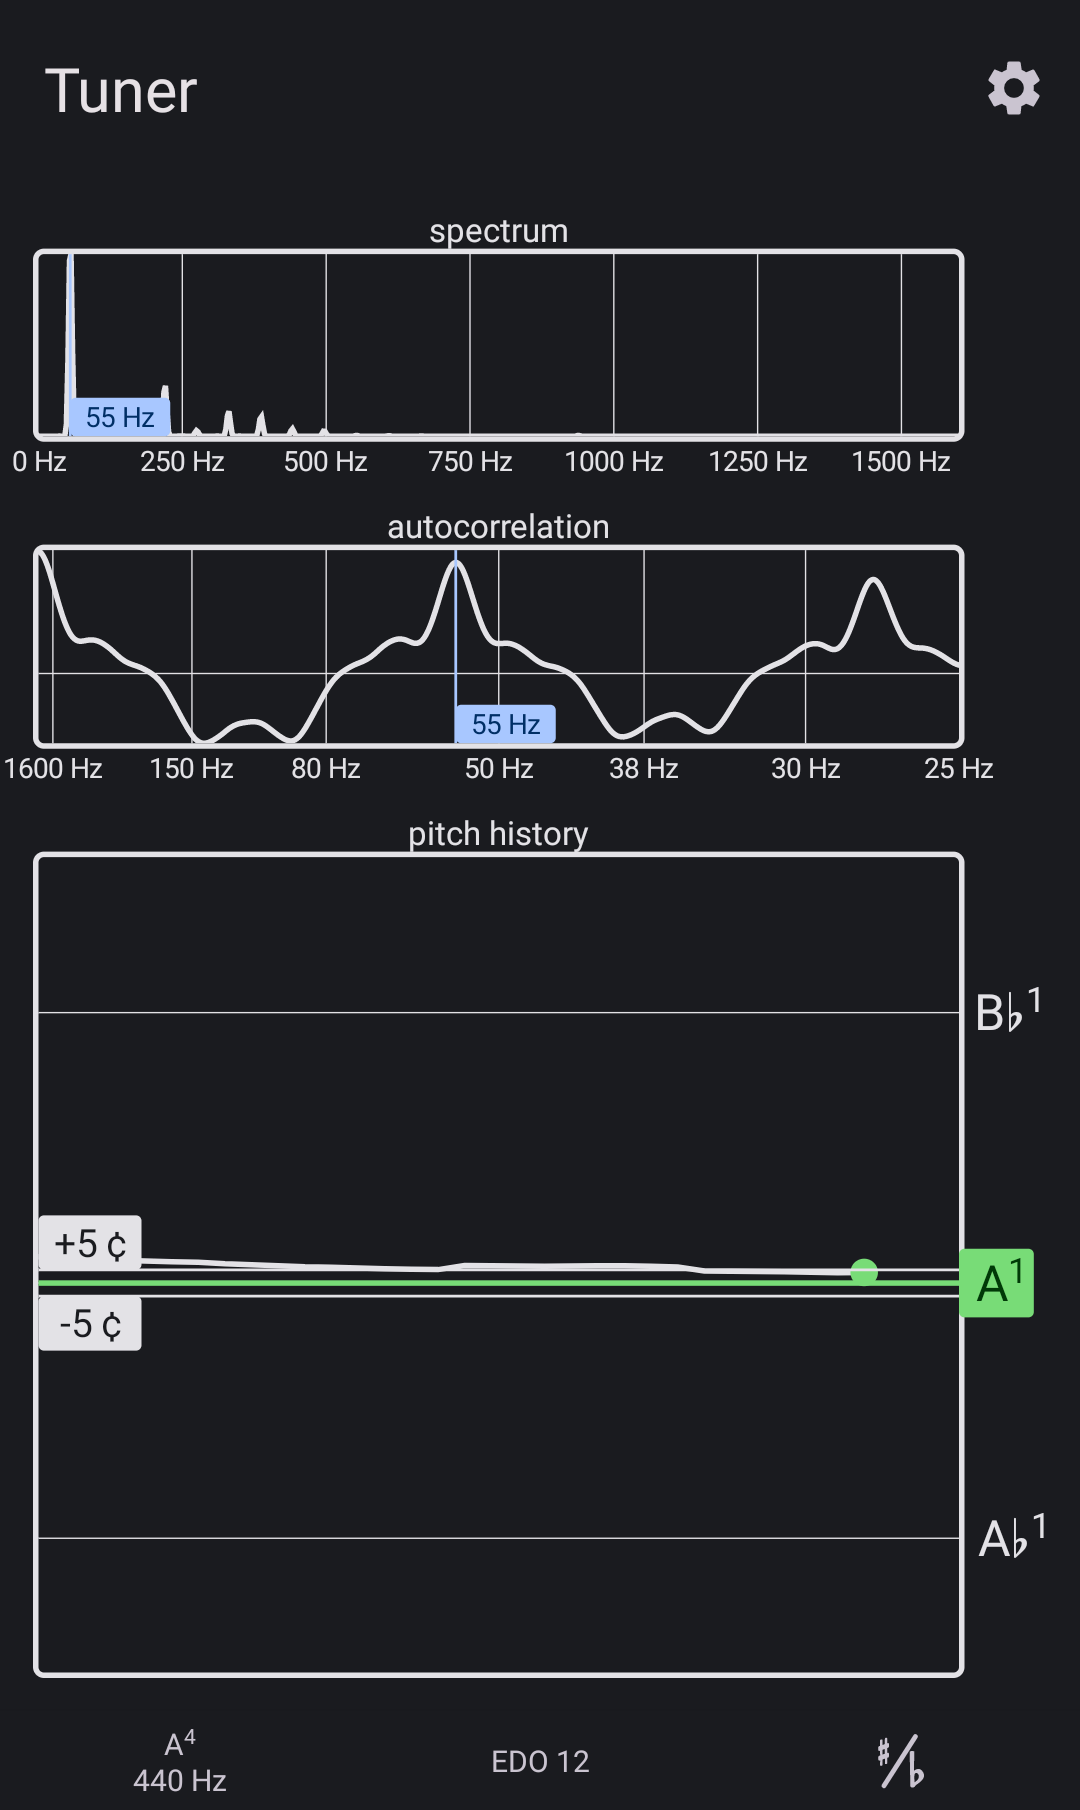 Tuner
spectrum
55 Hz
0 Hz 250 Hz 500 Hz 750 Hz 1000 Hz 1250 Hz 1500 Hz
autocorrelation
55 Hz
1600 Hz 150 Hz 80 Hz 50 Hz 38 Hz 30 Hz 25 Hz
pitch history
B♭¹
+5 ¢
A¹
-5 ¢
A♭¹
A⁴
440 Hz
EDO 12
♯/♭